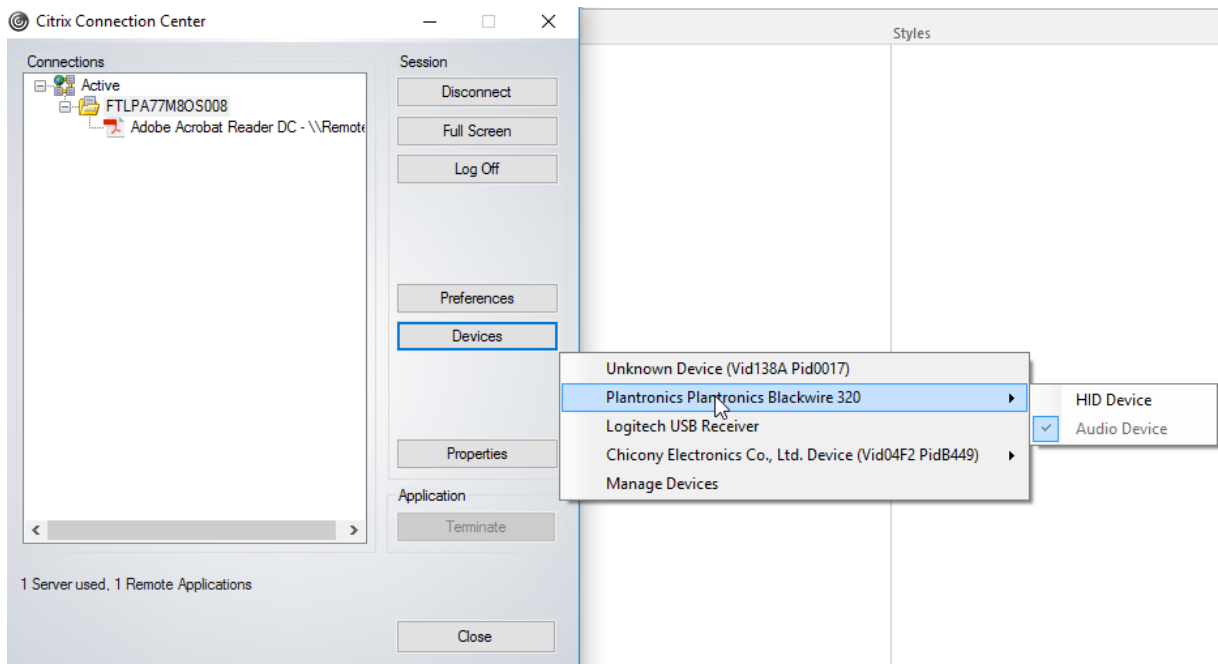 Citrix Connection Center
Styles
Connections
Active
FTLPA77M8OS008
Adobe Acrobat Reader DC - \\Remote
Session
Disconnect
Full Screen
Log Off
Preferences
Devices
Unknown Device (Vid138A Pid0017)
Plantronics Plantronics Blackwire 320
Logitech USB Receiver
Chicony Electronics Co., Ltd. Device (Vid04F2 PidB449)
Manage Devices
HID Device
Audio Device
Properties
Application
Terminate
1 Server used, 1 Remote Applications
Close